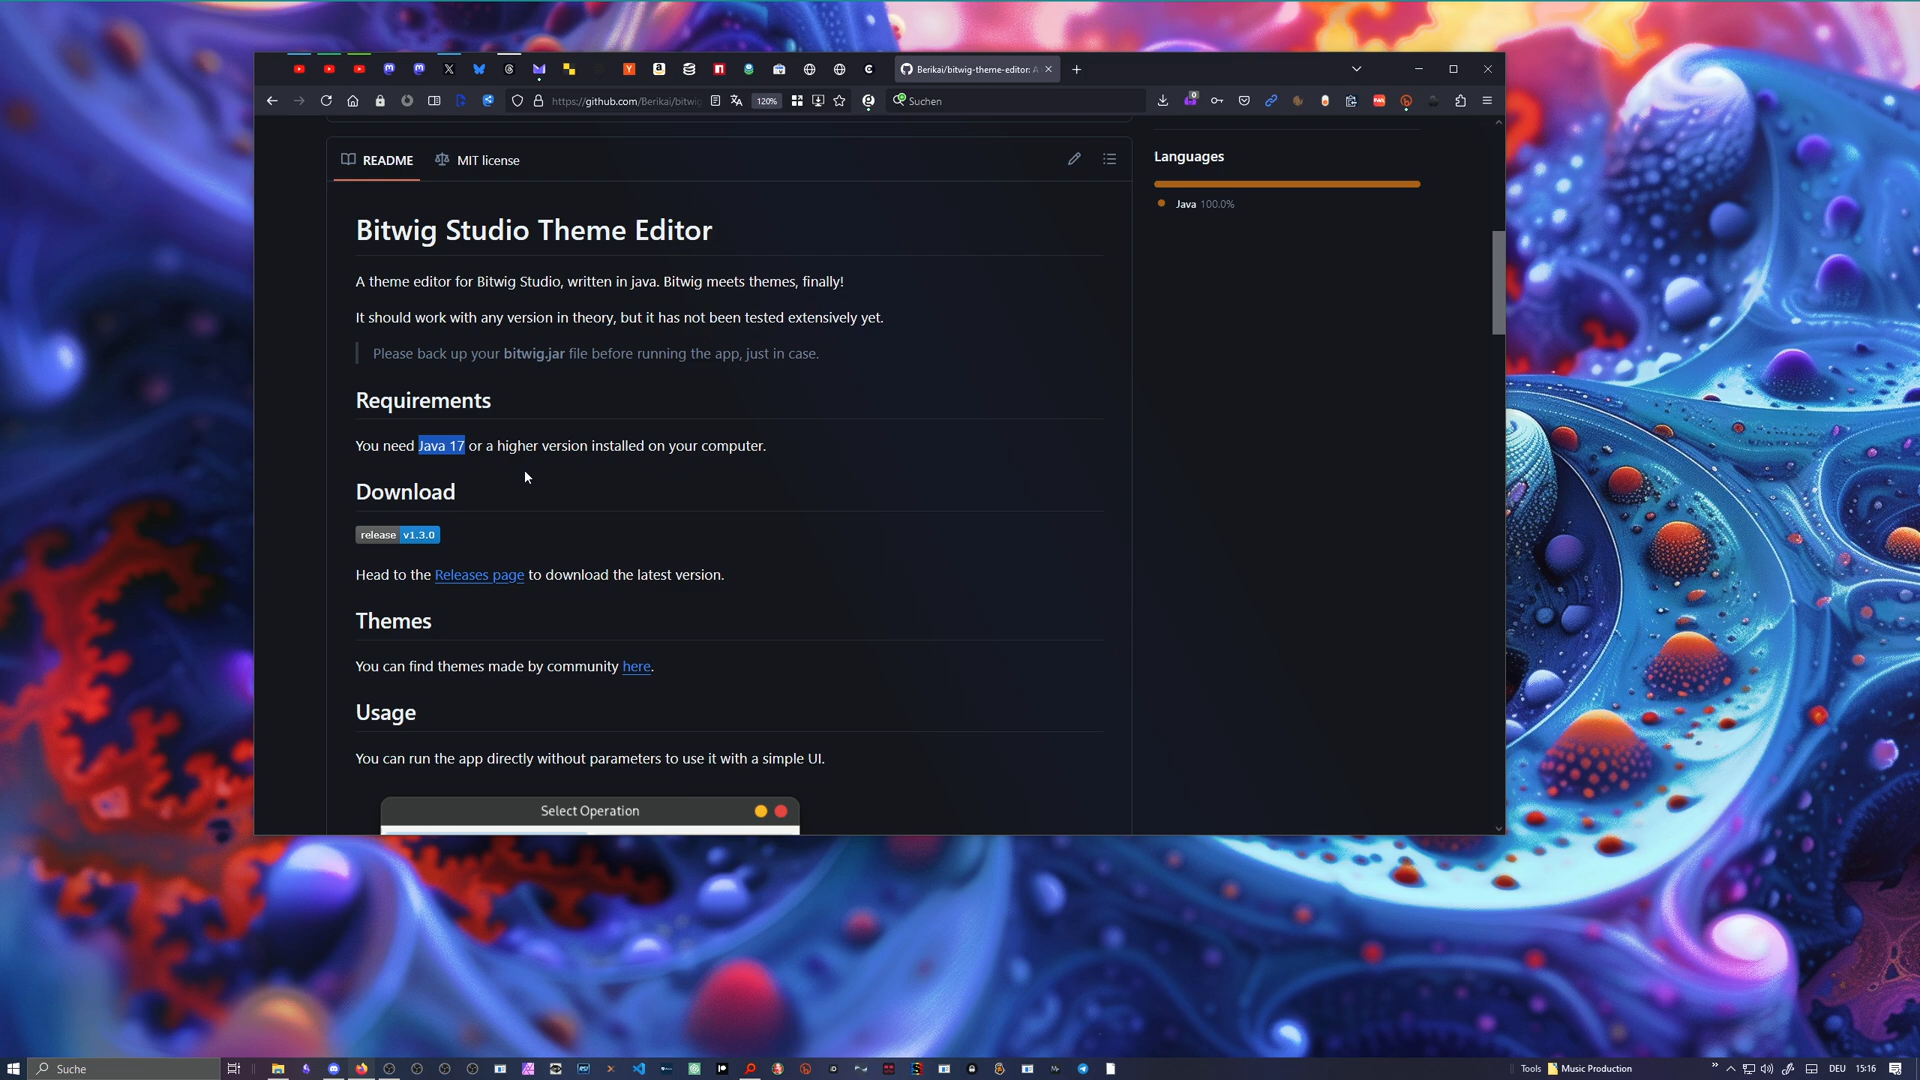 Berikai/bitwig-theme-editor: A
https://github.com/Berikai/bitwig
120%
Suchen
0
README
MIT license
Languages
Java 100.0%
Bitwig Studio Theme Editor
A theme editor for Bitwig Studio, written in java. Bitwig meets themes, finally!
It should work with any version in theory, but it has not been tested extensively yet.
Please back up your bitwig.jar file before running the app, just in case.
Requirements
You need Java 17 or a higher version installed on your computer.
Download
release v1.3.0
Head to the Releases page to download the latest version.
Themes
You can find themes made by community here.
Usage
You can run the app directly without parameters to use it with a simple UI.
Select Operation
Suche
Tools
Music Production
DEU
15:16